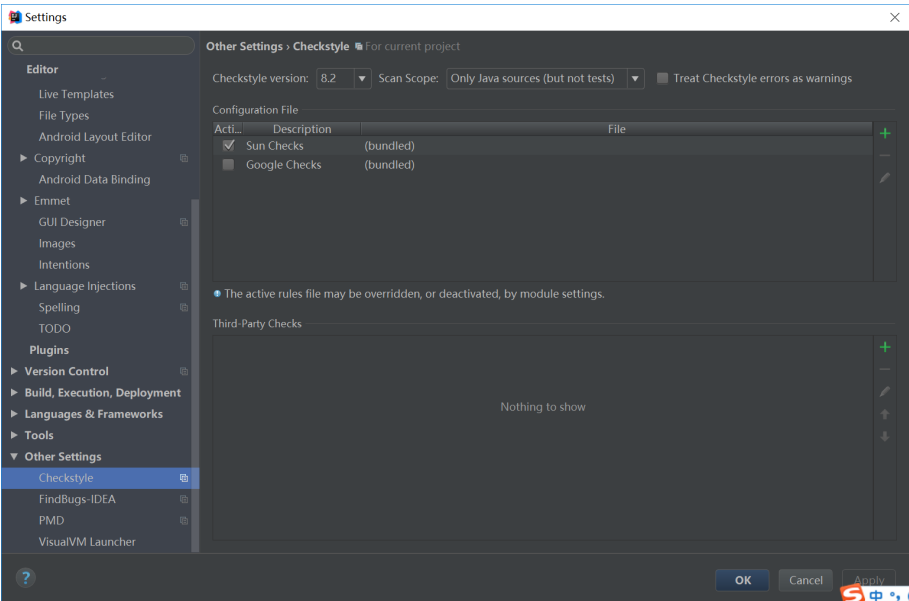 Settings
Other Settings › Checkstyle For current project
Editor
Live Templates
File Types
Android Layout Editor
Copyright
Android Data Binding
Emmet
GUI Designer
Images
Intentions
Language Injections
Spelling
TODO
Plugins
Version Control
Build, Execution, Deployment
Languages & Frameworks
Tools
Other Settings
Checkstyle
FindBugs-IDEA
PMD
VisualVM Launcher
Checkstyle version: 8.2 Scan Scope: Only Java sources (but not tests) Treat Checkstyle errors as warnings
Configuration File
Acti... Description File
Sun Checks (bundled)
Google Checks (bundled)
The active rules file may be overridden, or deactivated, by module settings.
Third-Party Checks
Nothing to show
?
OK Cancel Apply
S 中